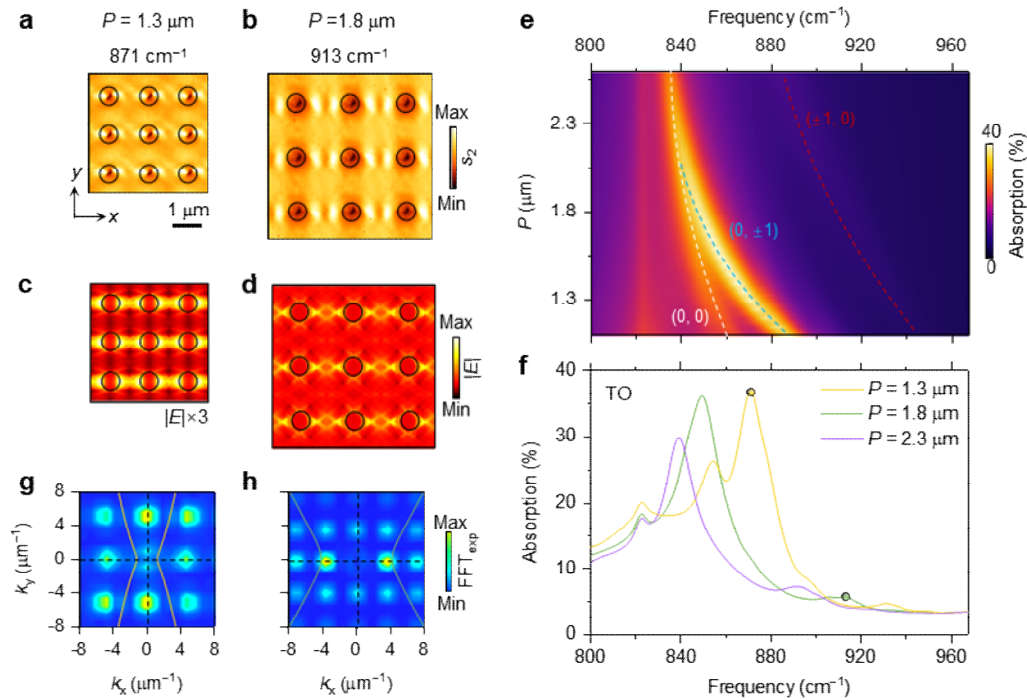 a P = 1.3 μm
871 cm⁻¹
b P = 1.8 μm
913 cm⁻¹
Max
s₂
Min
y
x
1 μm
c
|E|×3
d
Max
|E|
Min
g
8
4
0
-4
-8
k_y (μm⁻¹)
-8 -4 0 4 8
k_x (μm⁻¹)
h
-8 -4 0 4 8
k_x (μm⁻¹)
Max
FFT_exp
Min
e
Frequency (cm⁻¹)
800 840 880 920 960
2.3
1.8
1.3
P (μm)
(±1, 0)
(0, ±1)
(0, 0)
40
0
Absorption (%)
f
40
30
20
10
0
Absorption (%)
TO
P = 1.3 μm
P = 1.8 μm
P = 2.3 μm
800 840 880 920 960
Frequency (cm⁻¹)